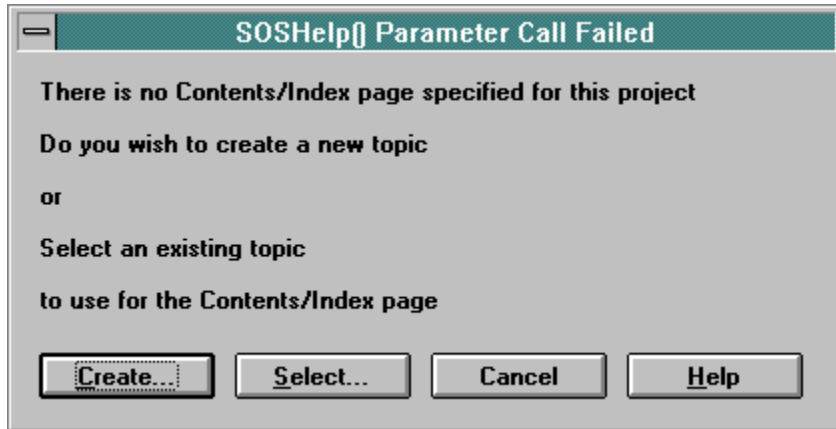 SOSHelp() Parameter Call Failed
There is no Contents/Index page specified for this project
Do you wish to create a new topic
or
Select an existing topic
to use for the Contents/Index page
Create... Select... Cancel Help